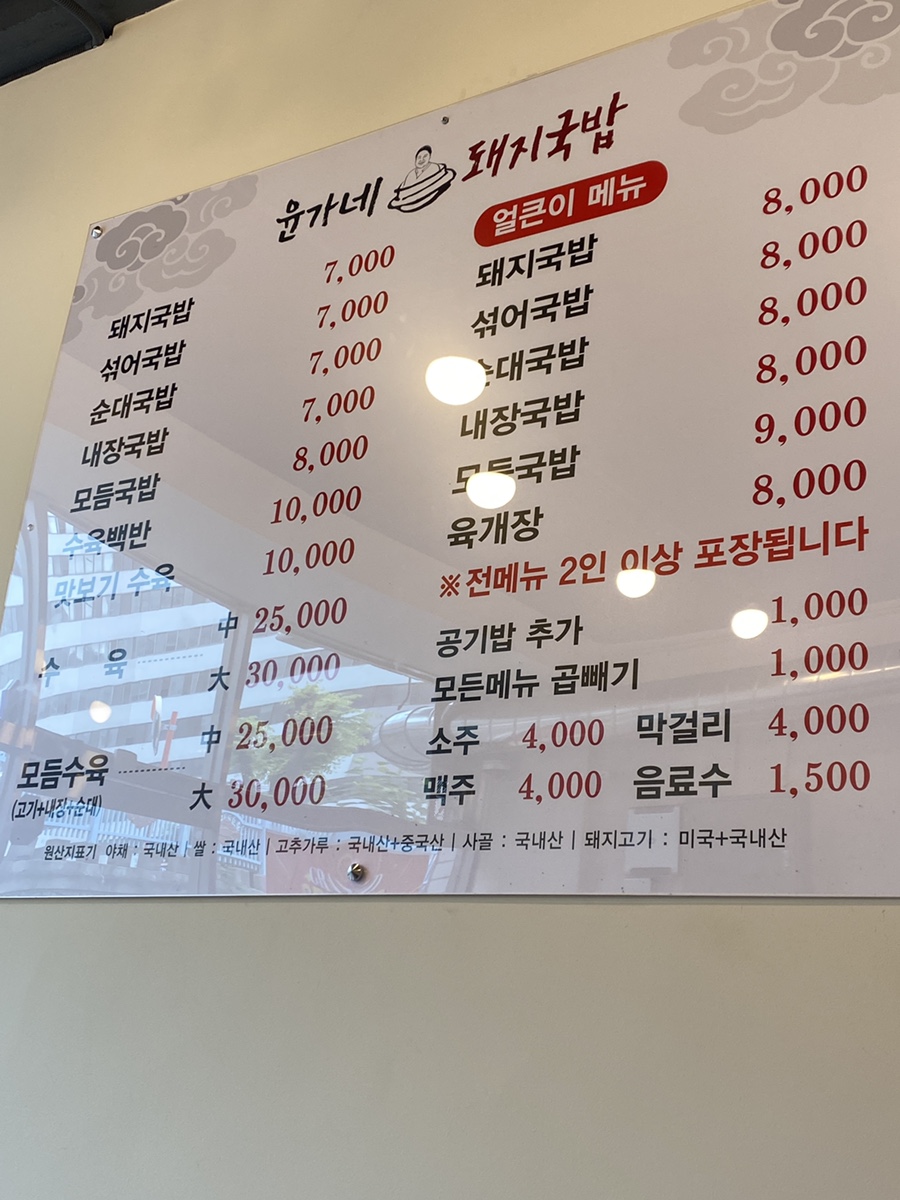 윤가네 돼지국밥
돼지국밥 7,000
섞어국밥 7,000
순대국밥 7,000
내장국밥 7,000
모듬국밥 8,000
수육백반 10,000
맛보기 수육 10,000
수 육 ············ 中 25,000
大 30,000
모듬수육 ············ 中 25,000
(고기+내장+순대) 大 30,000
얼큰이 메뉴
돼지국밥 8,000
섞어국밥 8,000
순대국밥 8,000
내장국밥 8,000
모듬국밥 9,000
육개장 8,000
※전메뉴 2인 이상 포장됩니다
공기밥 추가 1,000
모든메뉴 곱빼기 1,000
소주 4,000 막걸리 4,000
맥주 4,000 음료수 1,500
원산지표기 야채 : 국내산 | 쌀 : 국내산 | 고추가루 : 국내산+중국산 | 사골 : 국내산 | 돼지고기 : 미국+국내산